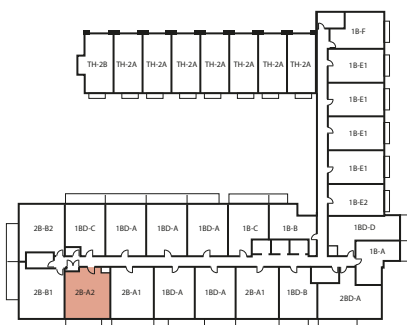 1B-F
TH-2B TH-2A TH-2A TH-2A TH-2A TH-2A TH-2A TH-2A
1B-E1
1B-E1
1B-E1
1B-E1
1B-E2
2B-B2 1BD-C 1BD-A 1BD-A 1BD-A 1B-C 1B-B 1BD-D
1B-A
2B-B1 2B-A2 2B-A1 1BD-A 1BD-A 2B-A1 1BD-B 2BD-A